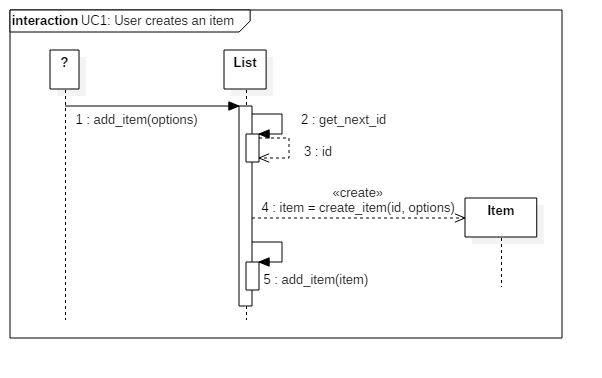 interaction UC1: User creates an item
?
List
1 : add_item(options)
2 : get_next_id
3 : id
«create»
4 : item = create_item(id, options)
Item
5 : add_item(item)